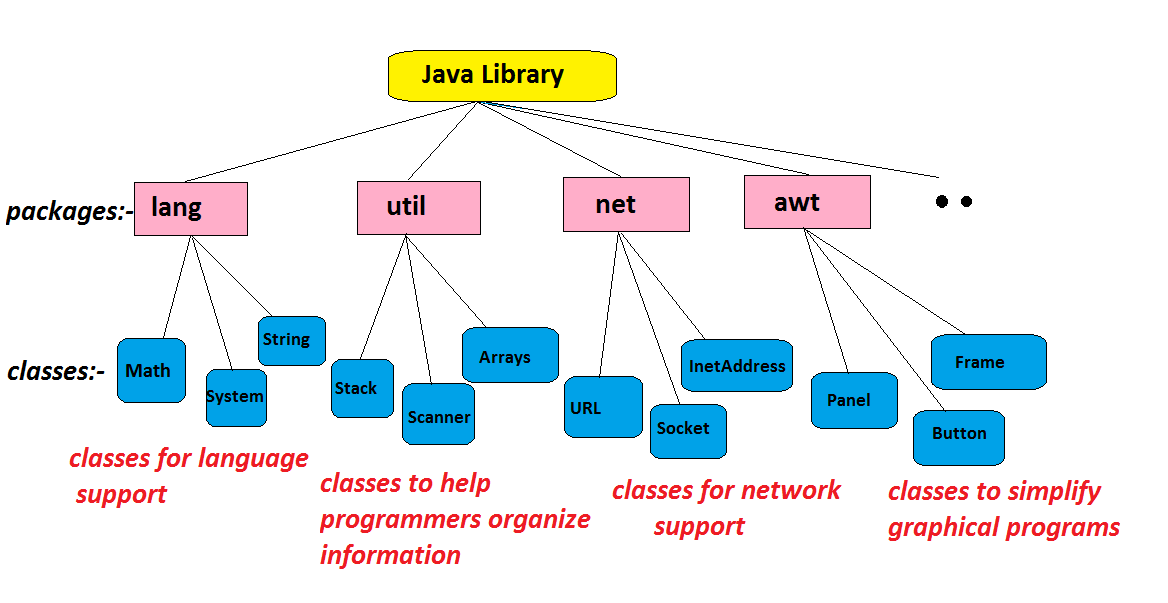 Java Library
packages:-
lang
util
net
awt
classes:-
Math
System
String
Stack
Scanner
Arrays
URL
Socket
InetAddress
Panel
Button
Frame
classes for language
support
classes to help
programmers organize
information
classes for network
support
classes to simplify
graphical programs